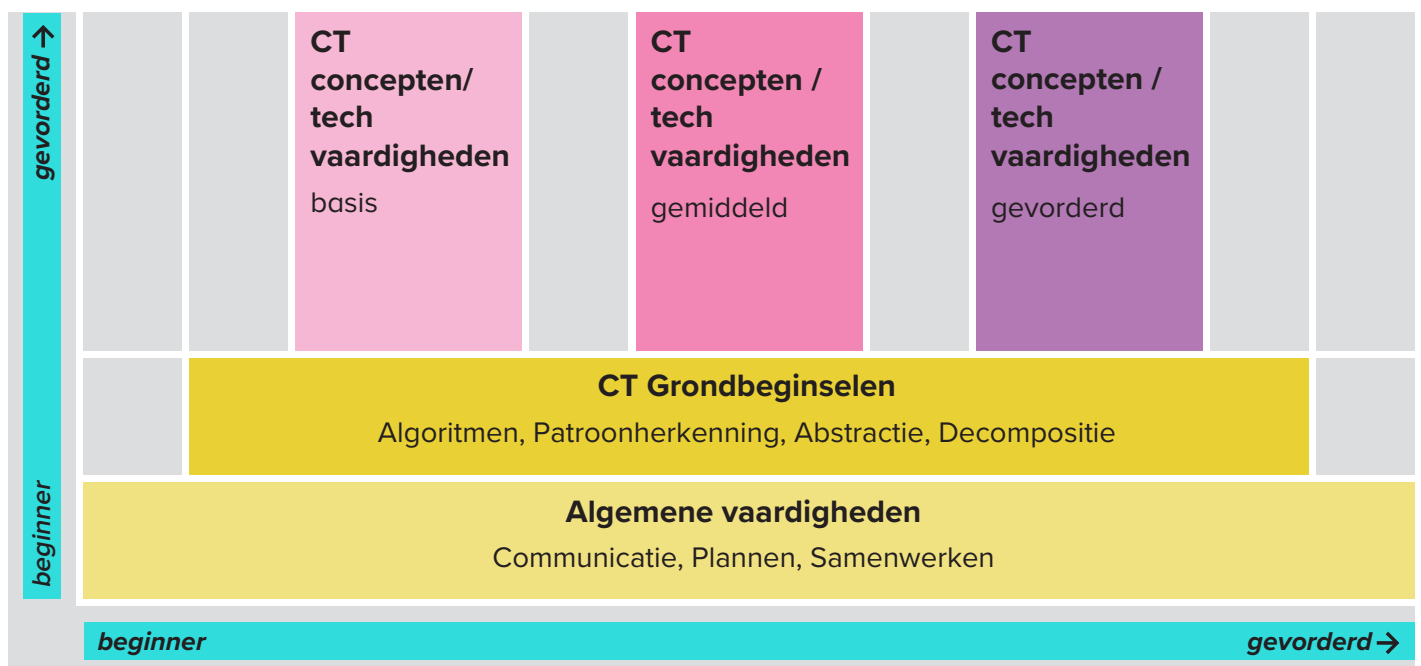 gevorderd →
beginner
CT
concepten/
tech
vaardigheden
basis
CT
concepten /
tech
vaardigheden
gemiddeld
CT
concepten /
tech
vaardigheden
gevorderd
CT Grondbeginselen
Algoritmen, Patroonherkenning, Abstractie, Decompositie
Algemene vaardigheden
Communicatie, Plannen, Samenwerken
beginner
gevorderd →